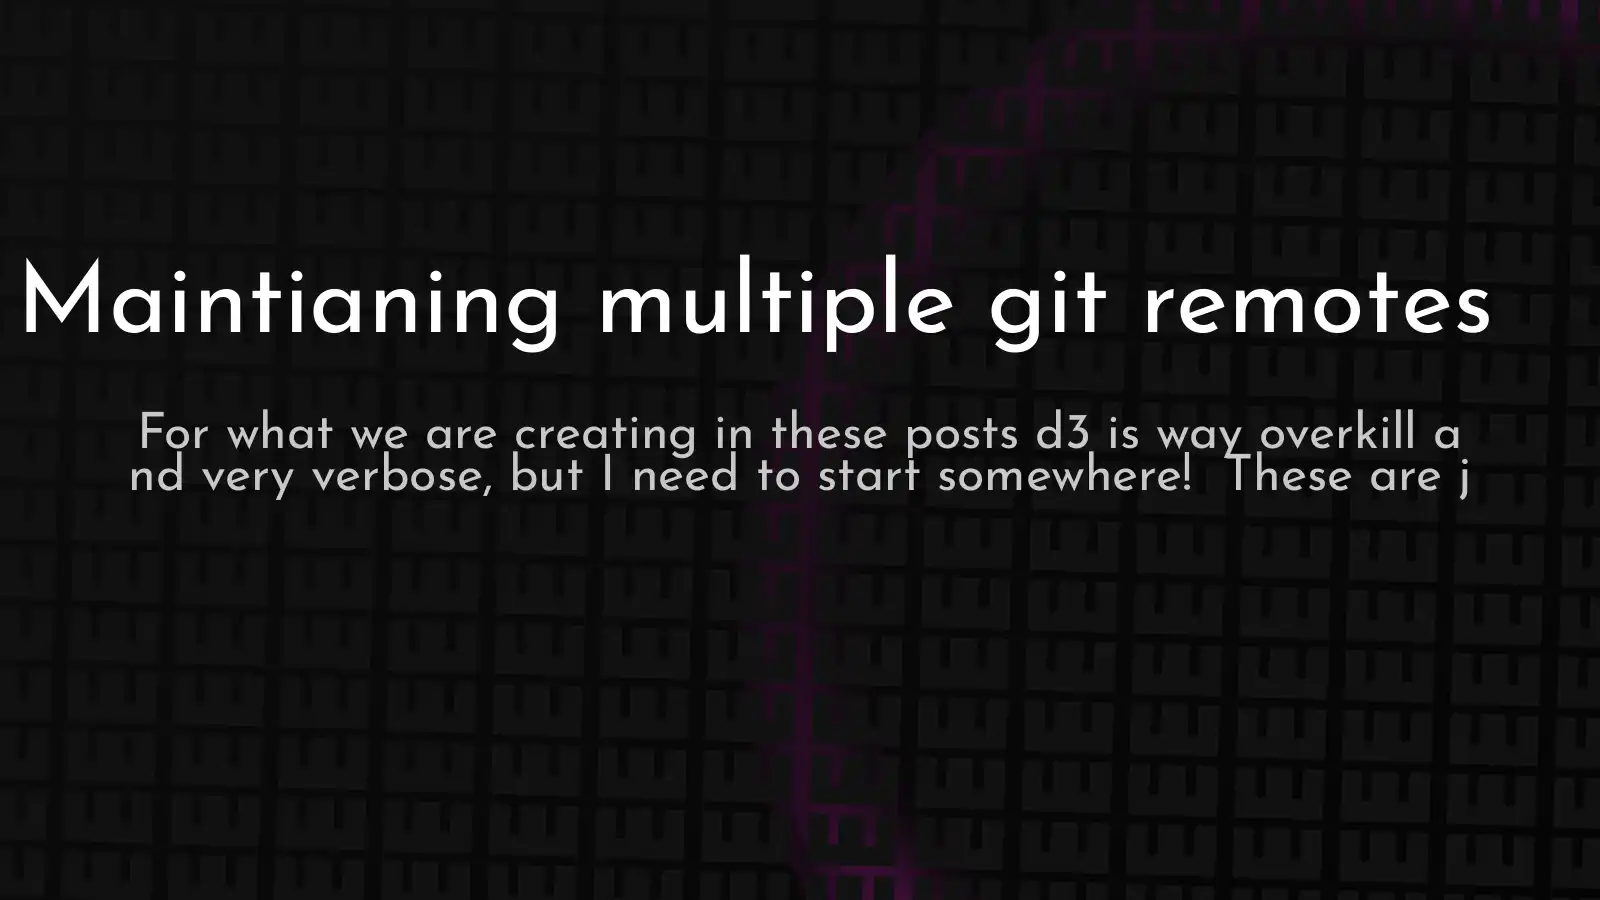 Maintianing multiple git remotes
For what we are creating in these posts d3 is way overkill a
nd very verbose, but I need to start somewhere!  These are j